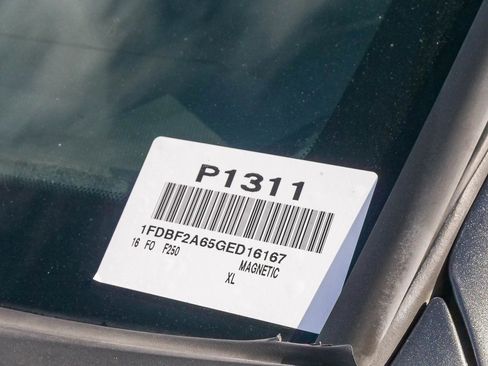 P1311
1FDBF2A65GED16167
16 FO F250
MAGNETIC
XL